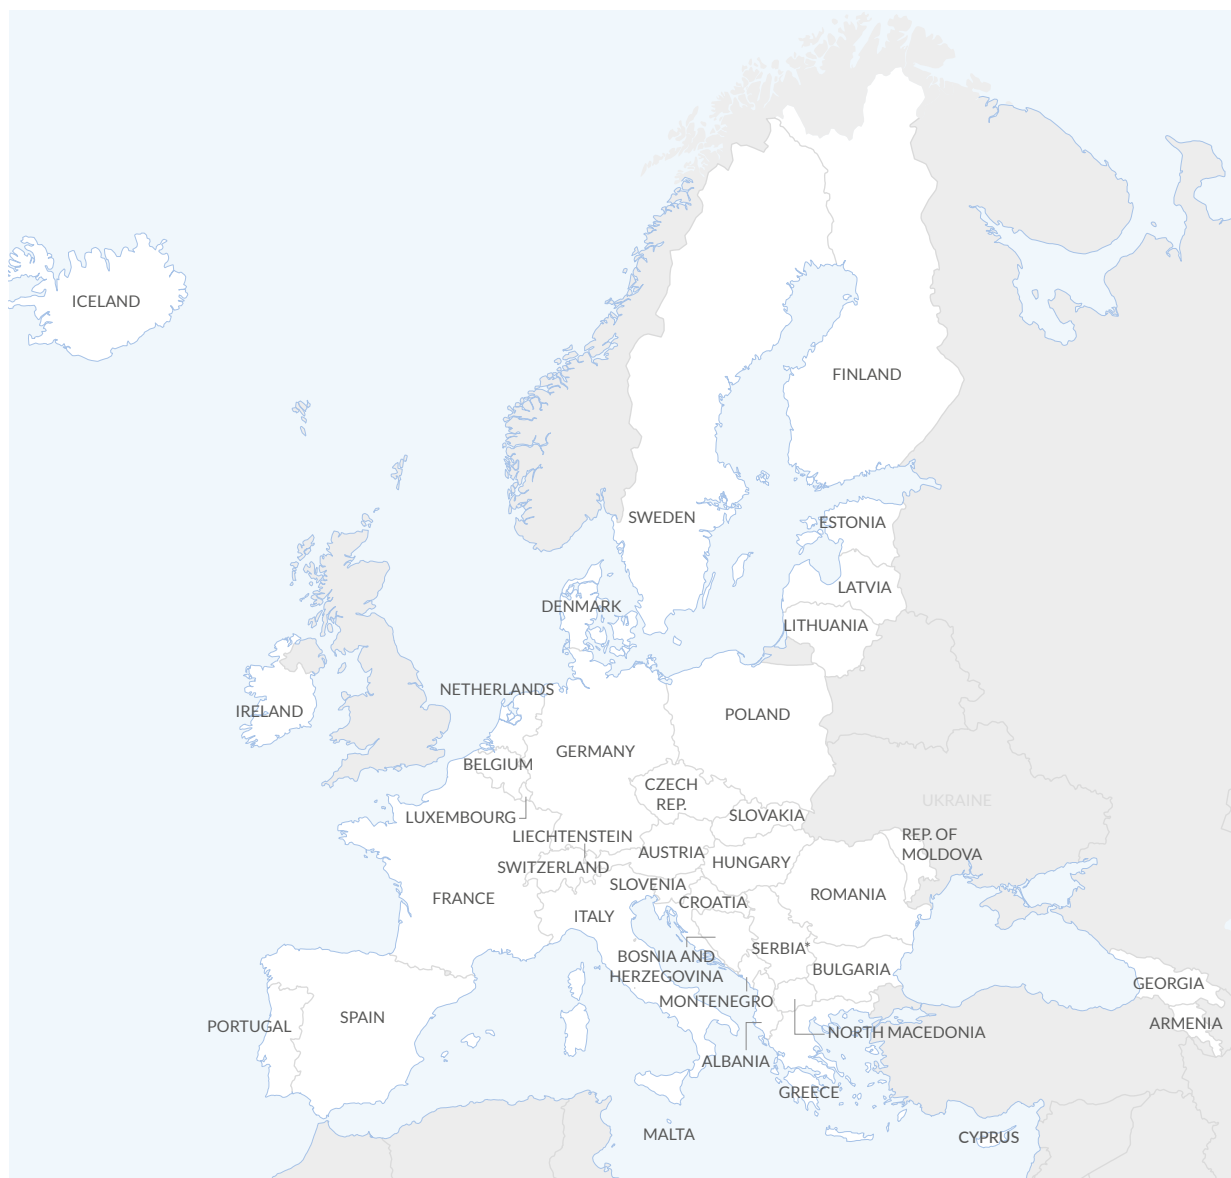 ICELAND
FINLAND
SWEDEN
ESTONIA
LATVIA
DENMARK
LITHUANIA
NETHERLANDS
IRELAND
POLAND
GERMANY
BELGIUM
CZECH
REP.
UKRAINE
LUXEMBOURG
SLOVAKIA
LIECHTENSTEIN
REP. OF
MOLDOVA
AUSTRIA
HUNGARY
SWITZERLAND
SLOVENIA
ROMANIA
FRANCE
CROATIA
ITALY
SERBIA*
BOSNIA AND
HERZEGOVINA
BULGARIA
GEORGIA
MONTENEGRO
SPAIN
PORTUGAL
ARMENIA
NORTH MACEDONIA
ALBANIA
GREECE
MALTA
CYPRUS